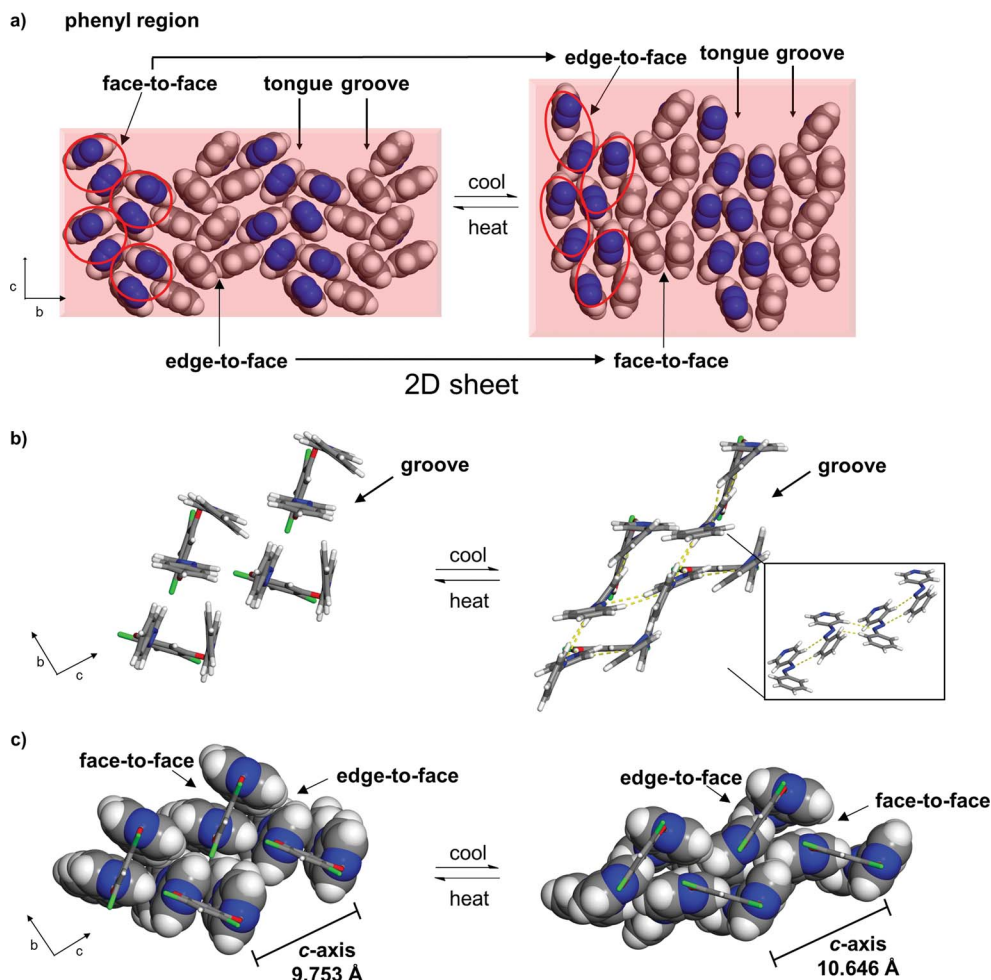 a) phenyl region
edge-to-face tongue groove
face-to-face tongue groove
cool
heat
c
b
edge-to-face face-to-face
2D sheet
b)
groove groove
cool
heat
b
c
c)
face-to-face
edge-to-face edge-to-face
face-to-face
cool
heat
b
c
c-axis c-axis
9.753 Å 10.646 Å